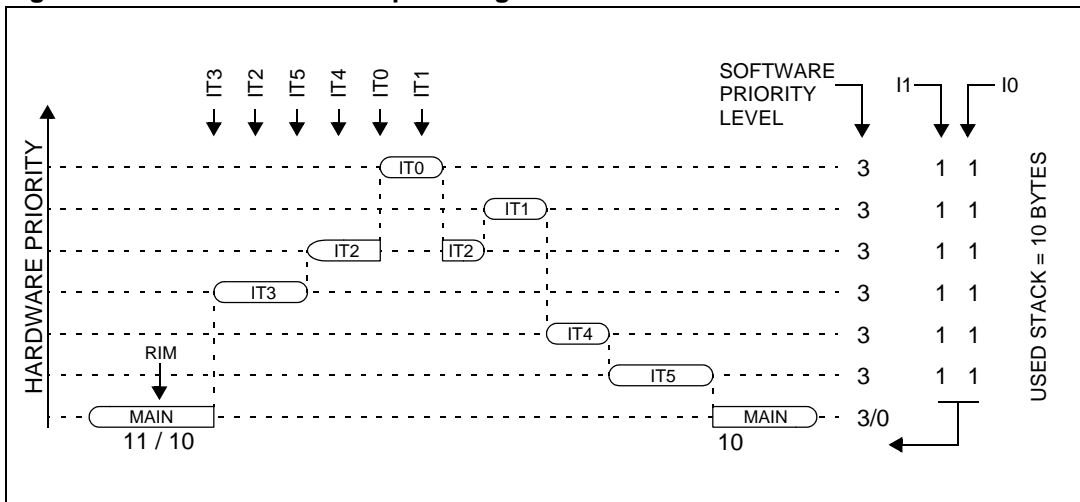 IT3
IT2
IT5
IT4
IT0
IT1
SOFTWARE
PRIORITY
LEVEL
I1
I0
HARDWARE PRIORITY
IT0
3
1 1
IT1
3
1 1
IT2
IT2
3
1 1
IT3
3
1 1
IT4
3
1 1
RIM
IT5
3
1 1
MAIN
MAIN
3/0
11 / 10
10
USED STACK = 10 BYTES